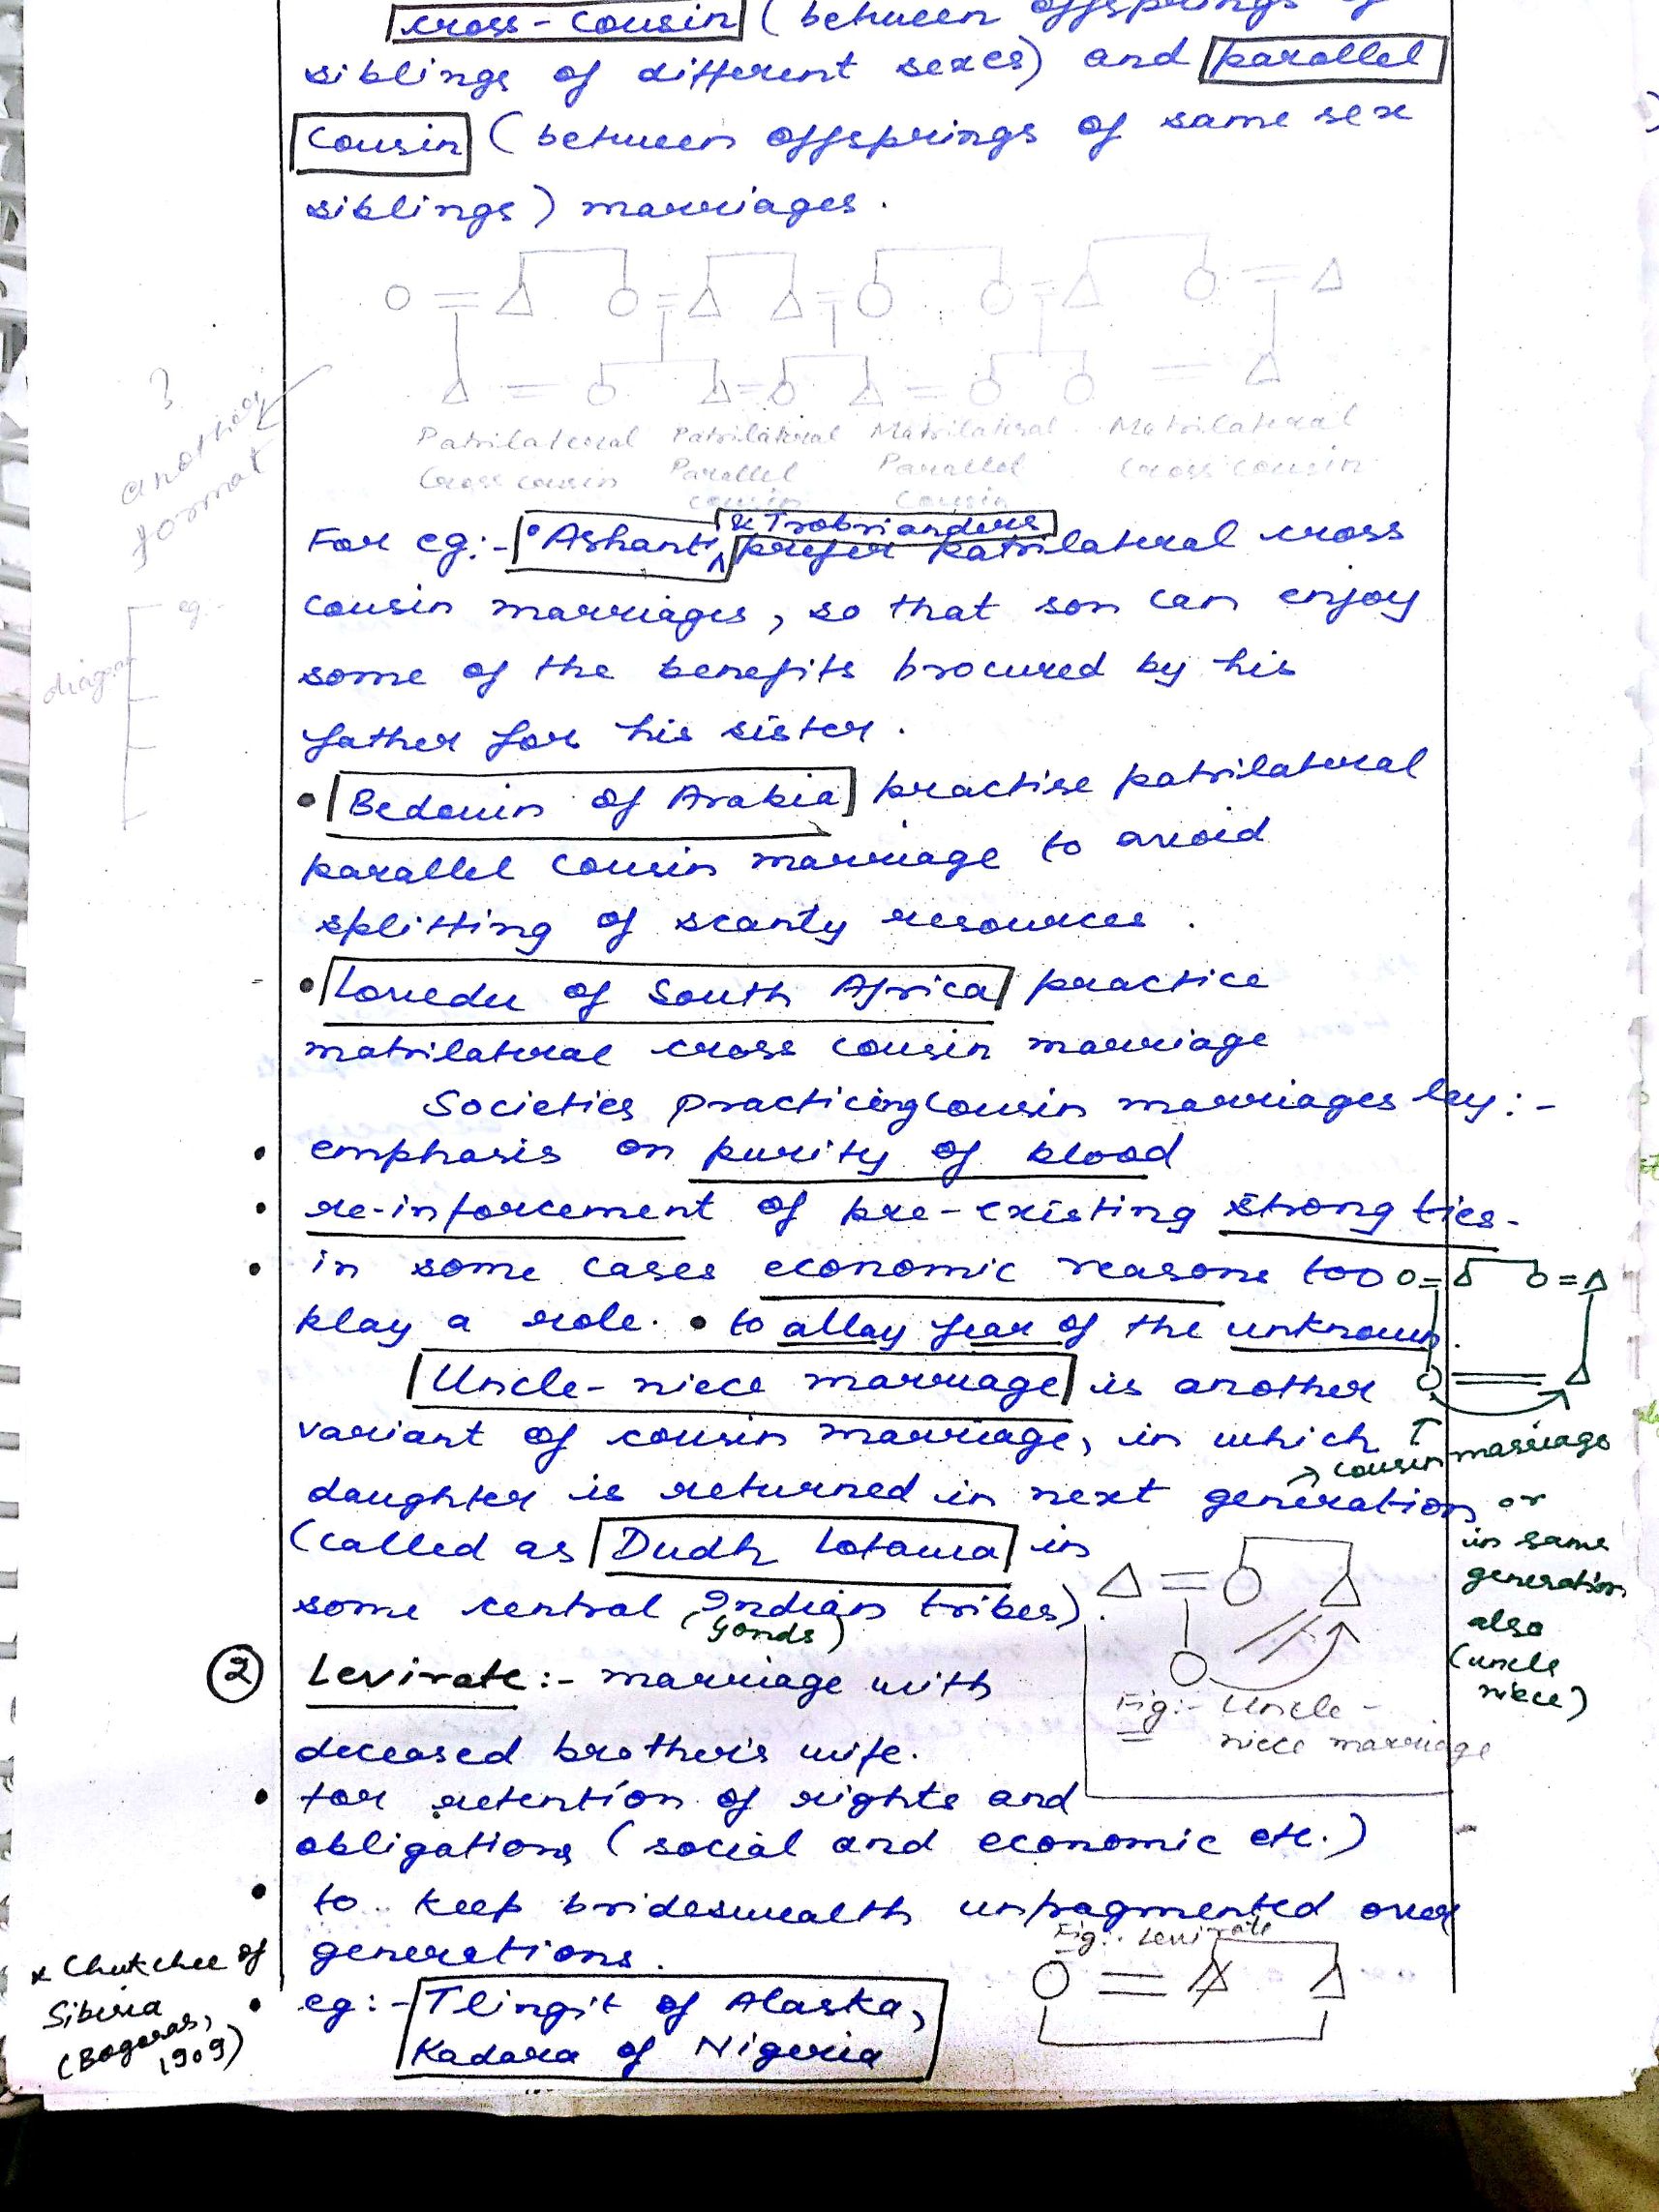 cross-cousin (between offsprings of
siblings of different sexes) and parallel
cousin (between offsprings of same sex
siblings) marriages.
Patrilateral Patrilateral Matrilateral Matrilateral
Cross cousin Parallel Parallel Cross cousin
cousin Cousin
?
another
format
eg:-
diagram
& Trobrianders
For eg:- • Ashanti prefer patrilateral cross
cousin marriages, so that son can enjoy
some of the benefits procured by his
father for his sister.
• Bedouin of Arabia practise patrilateral
parallel cousin marriage to avoid
splitting of scanty resources.
• Lovedu of South Africa practice
matrilateral cross cousin marriage
Societies practicing cousin marriages lay:-
• emphasis on purity of blood
• re-inforcement of pre-existing strong ties.
• in some cases economic reasons too
play a role. • to allay fear of the unknown.
Uncle-niece marriage is another
variant of cousin marriage, in which
daughter is returned in next generation
(called as Dudh Lotawa in
some central Indian tribes).
(Gonds)
→ cousin marriage
or
in same
generation
also
(uncle
niece)
Fig:- Uncle-
niece marriage
② Levirate:- marriage with
deceased brother's wife.
• for retention of rights and
obligations (social and economic etc.)
• to keep brideswealth unfragmented over
generations.
Fig:. Levirate
• eg:- Tlingit of Alaska,
Kadara of Nigeria
* Chukchee of
Siberia
(Bogoras,
1909)